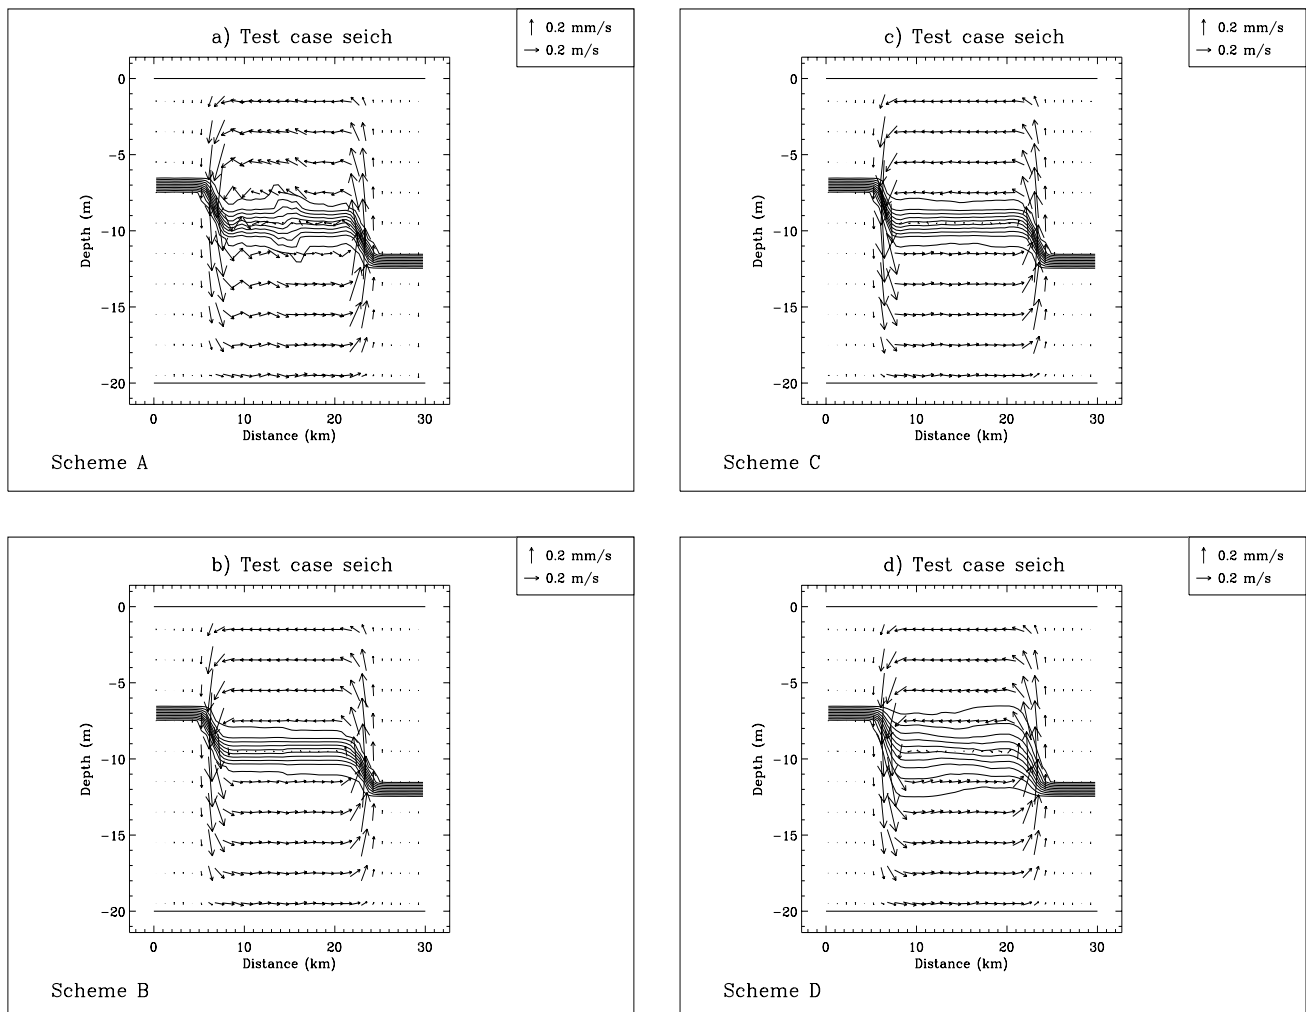 a) Test case seich
0.2 mm/s
0.2 m/s
0
−5
−10
−15
−20
Depth (m)
0 10 20 30
Distance (km)
Scheme A
c) Test case seich
0.2 mm/s
0.2 m/s
0
−5
−10
−15
−20
Depth (m)
0 10 20 30
Distance (km)
Scheme C
b) Test case seich
0.2 mm/s
0.2 m/s
0
−5
−10
−15
−20
Depth (m)
0 10 20 30
Distance (km)
Scheme B
d) Test case seich
0.2 mm/s
0.2 m/s
0
−5
−10
−15
−20
Depth (m)
0 10 20 30
Distance (km)
Scheme D